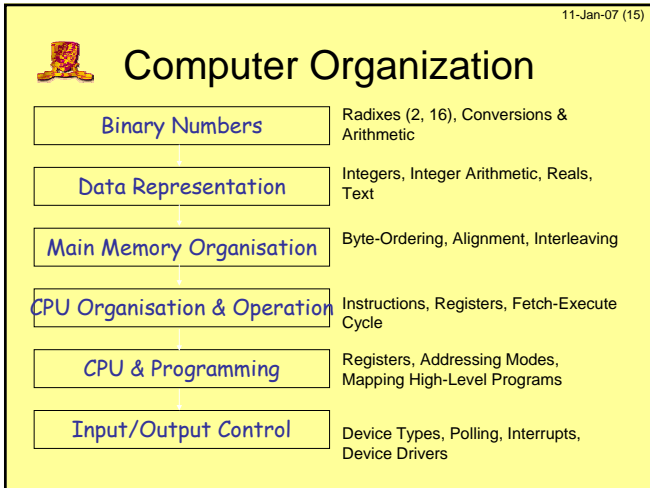 11-Jan-07 (15)
Computer Organization
Binary Numbers
Radixes (2, 16), Conversions &
Arithmetic
Data Representation
Integers, Integer Arithmetic, Reals,
Text
Main Memory Organisation
Byte-Ordering, Alignment, Interleaving
CPU Organisation & Operation
Instructions, Registers, Fetch-Execute
Cycle
CPU & Programming
Registers, Addressing Modes,
Mapping High-Level Programs
Input/Output Control
Device Types, Polling, Interrupts,
Device Drivers